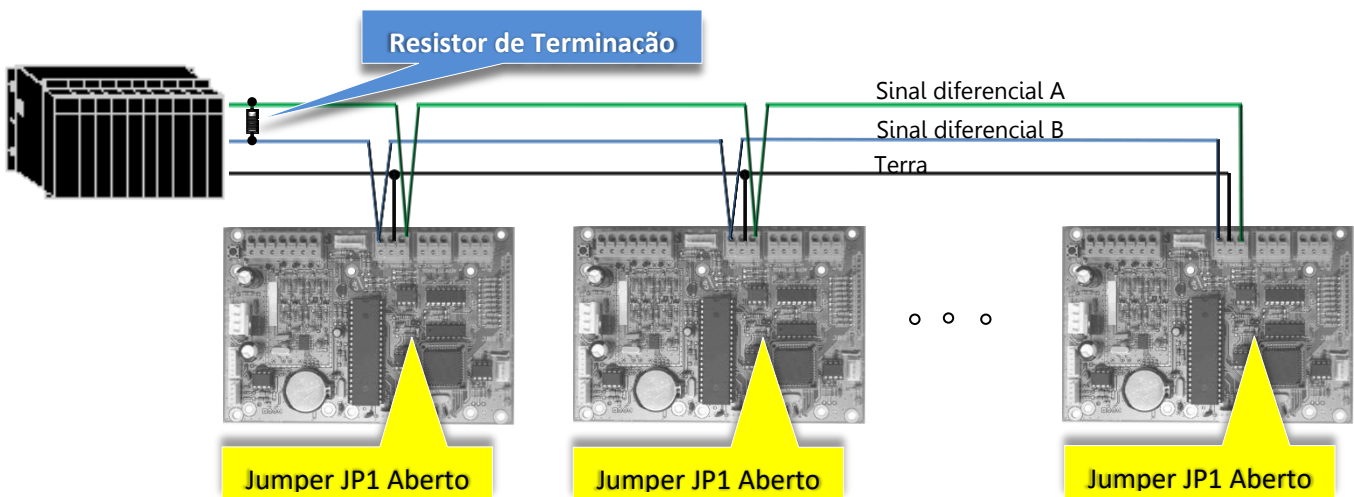 Resistor de Terminação
Sinal diferencial A
Sinal diferencial B
Terra
Jumper JP1 Aberto
Jumper JP1 Aberto
Jumper JP1 Aberto